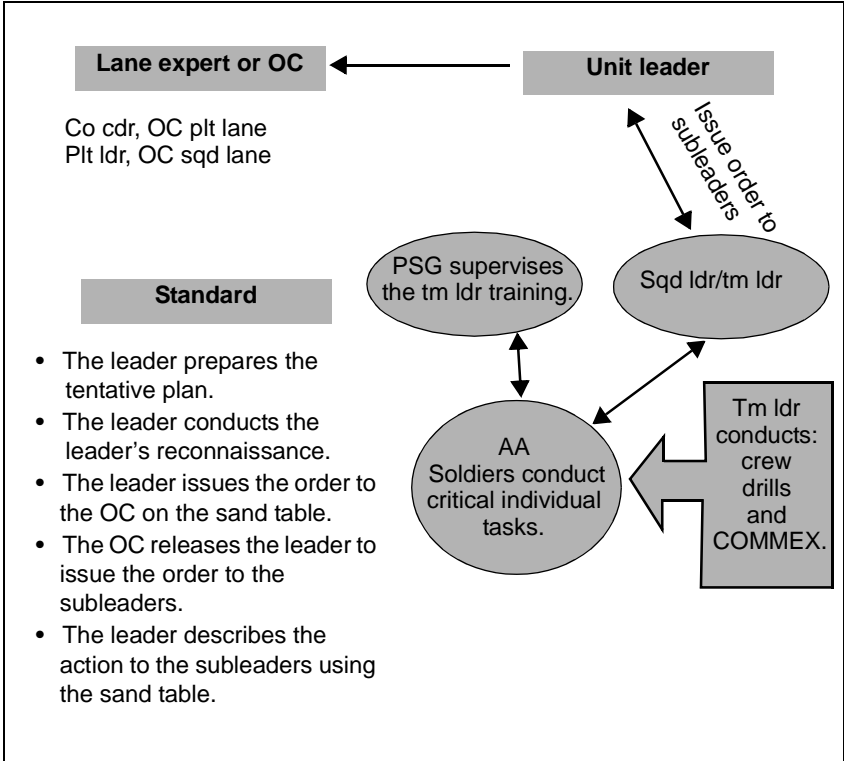 Lane expert or OC
Unit leader
Co cdr, OC plt lane
Plt ldr, OC sqd lane
Issue order to
subleaders
PSG supervises
the tm ldr training.
Sqd ldr/tm ldr
Standard
• The leader prepares the
tentative plan.
• The leader conducts the
leader’s reconnaissance.
• The leader issues the order to
the OC on the sand table.
• The OC releases the leader to
issue the order to the
subleaders.
• The leader describes the
action to the subleaders using
the sand table.
AA
Soldiers conduct
critical individual
tasks.
Tm ldr
conducts:
crew
drills
and
COMMEX.